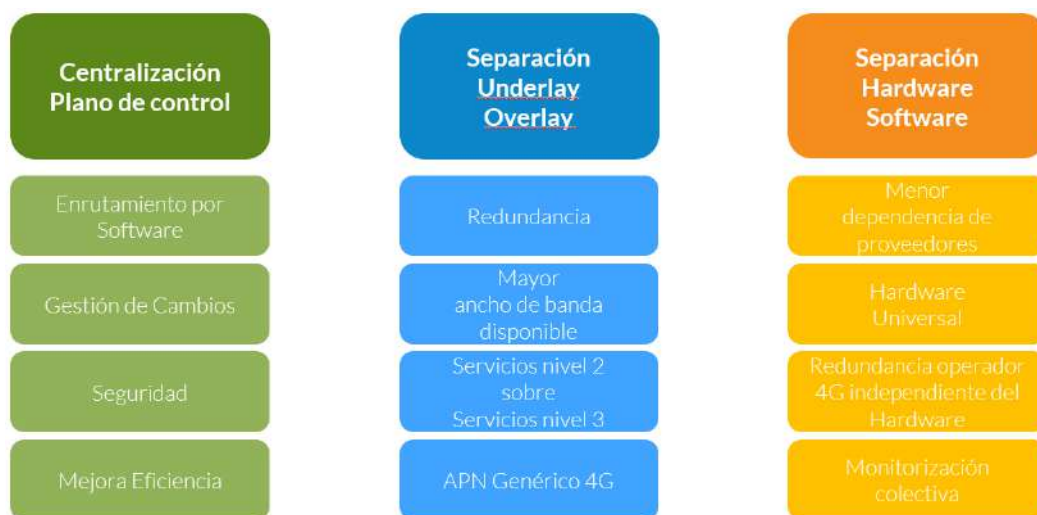 Centralización
Plano de control
Enrutamiento por
Software
Gestión de Cambios
Seguridad
Mejora Eficiencia
Separación
Underlay
Overlay
Redundancia
Mayor
ancho de banda
disponible
Servicios nivel 2
sobre
Servicios nivel 3
APN Genérico 4G
Separación
Hardware
Software
Menor
dependencia de
proveedores
Hardware
Universal
Redundancia operador
4G independiente del
Hardware
Monitorización
colectiva